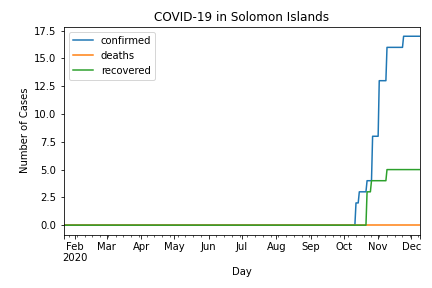 COVID-19 in Solomon Islands
confirmed
deaths
recovered
Number of Cases
17.5
15.0
12.5
10.0
7.5
5.0
2.5
0.0
Feb Mar Apr May Jun Jul Aug Sep Oct Nov Dec
2020
Day